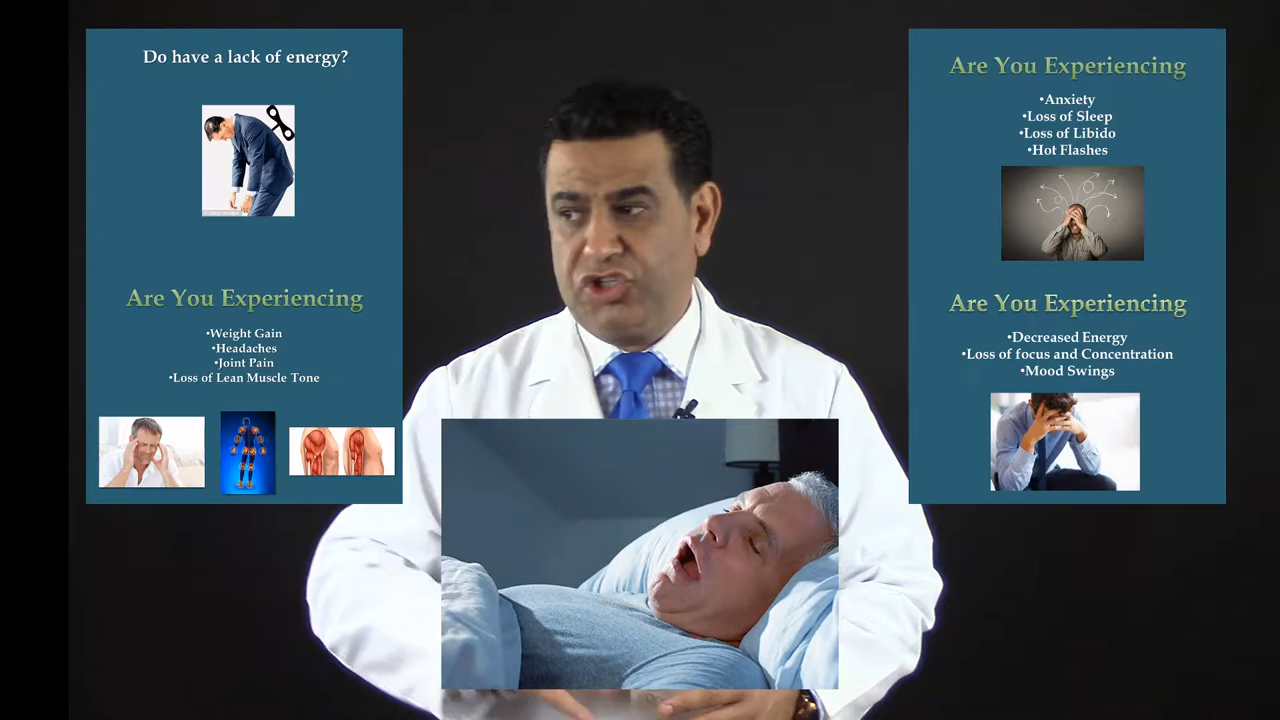 Do have a lack of energy?
Are You Experiencing
•Weight Gain
•Headaches
•Joint Pain
•Loss of Lean Muscle Tone
Are You Experiencing
•Anxiety
•Loss of Sleep
•Loss of Libido
•Hot Flashes
Are You Experiencing
•Decreased Energy
•Loss of focus and Concentration
•Mood Swings